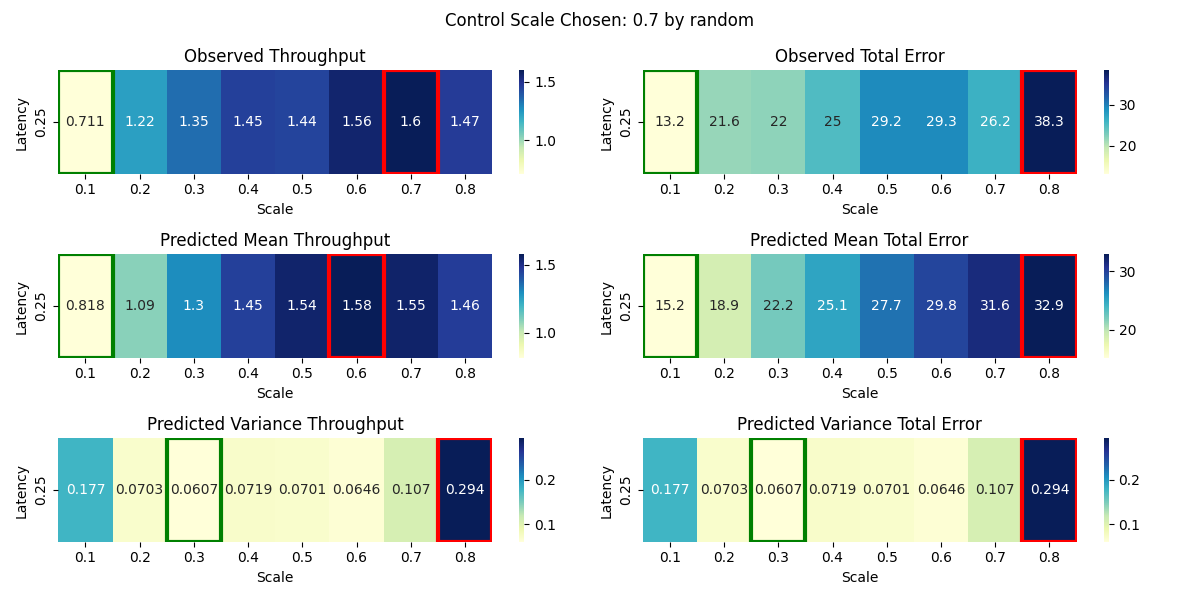 Control Scale Chosen: 0.7 by random
Observed Throughput
Latency
0.25
0.711 1.22 1.35 1.45 1.44 1.56 1.6 1.47
0.1 0.2 0.3 0.4 0.5 0.6 0.7 0.8
Scale
1.5
1.0
Observed Total Error
Latency
0.25
13.2 21.6 22 25 29.2 29.3 26.2 38.3
0.1 0.2 0.3 0.4 0.5 0.6 0.7 0.8
Scale
30
20
Predicted Mean Throughput
Latency
0.25
0.818 1.09 1.3 1.45 1.54 1.58 1.55 1.46
0.1 0.2 0.3 0.4 0.5 0.6 0.7 0.8
Scale
1.5
1.0
Predicted Mean Total Error
Latency
0.25
15.2 18.9 22.2 25.1 27.7 29.8 31.6 32.9
0.1 0.2 0.3 0.4 0.5 0.6 0.7 0.8
Scale
30
20
Predicted Variance Throughput
Latency
0.25
0.177 0.0703 0.0607 0.0719 0.0701 0.0646 0.107 0.294
0.1 0.2 0.3 0.4 0.5 0.6 0.7 0.8
Scale
0.2
0.1
Predicted Variance Total Error
Latency
0.25
0.177 0.0703 0.0607 0.0719 0.0701 0.0646 0.107 0.294
0.1 0.2 0.3 0.4 0.5 0.6 0.7 0.8
Scale
0.2
0.1